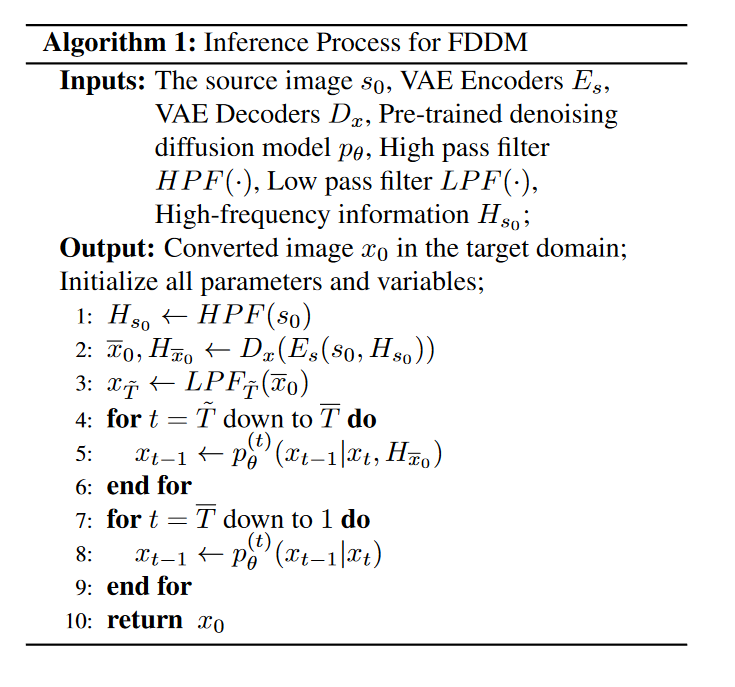 Algorithm 1: Inference Process for FDDM
Inputs: The source image $s_0$, VAE Encoders $E_s$,
VAE Decoders $D_x$, Pre-trained denoising
diffusion model $p_\theta$, High pass filter
$HPF(\cdot)$, Low pass filter $LPF(\cdot)$,
High-frequency information $H_{s_0}$;
Output: Converted image $x_0$ in the target domain;
Initialize all parameters and variables;
1: $H_{s_0} \leftarrow HPF(s_0)$
2: $\overline{x}_0, H_{\overline{x}_0} \leftarrow D_x(E_s(s_0, H_{s_0}))$
3: $x_{\tilde{T}} \leftarrow LPF_{\tilde{T}}(\overline{x}_0)$
4: for $t = \tilde{T}$ down to $\overline{T}$ do
5: $x_{t-1} \leftarrow p_\theta^{(t)}(x_{t-1}|x_t, H_{\overline{x}_0})$
6: end for
7: for $t = \overline{T}$ down to 1 do
8: $x_{t-1} \leftarrow p_\theta^{(t)}(x_{t-1}|x_t)$
9: end for
10: return $x_0$